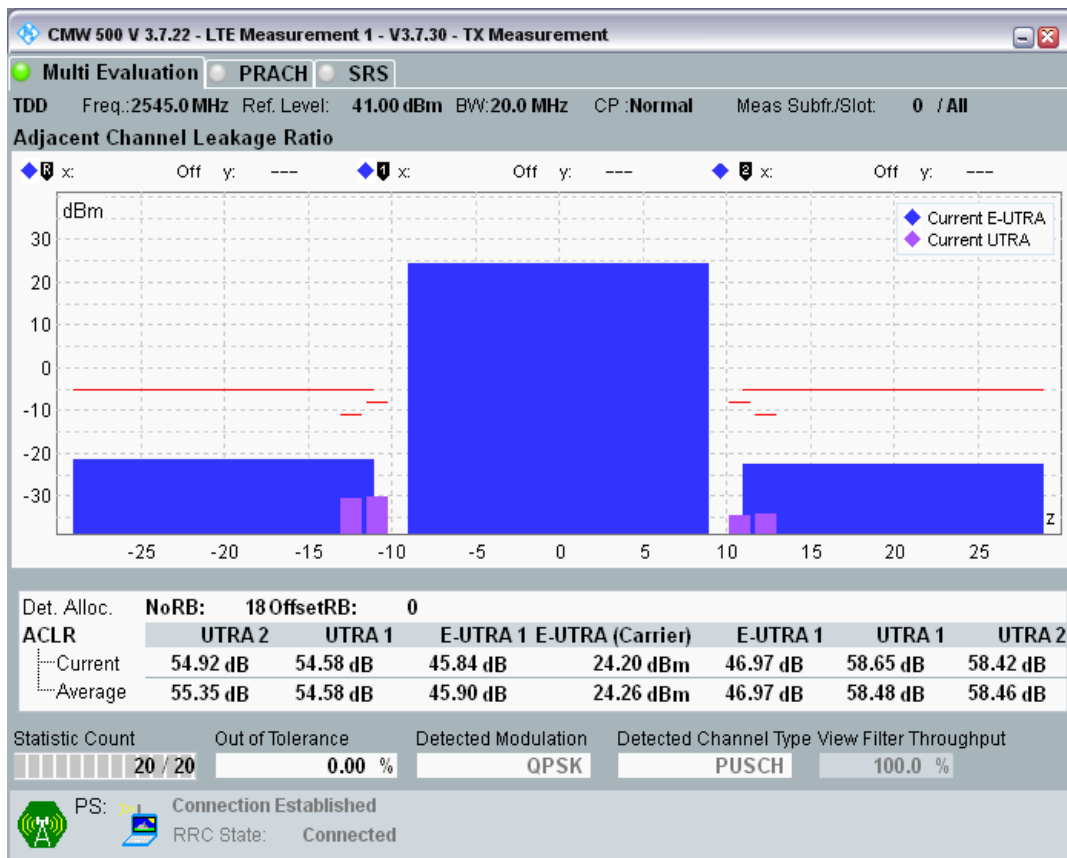 CMW 500 V 3.7.22 - LTE Measurement 1 - V3.7.30 - TX Measurement
Multi Evaluation PRACH SRS
TDD Freq.:2545.0 MHz Ref. Level: 41.00 dBm BW:20.0 MHz CP :Normal Meas Subfr./Slot: 0 / All
Adjacent Channel Leakage Ratio
R x: Off y: --- 1 x: Off y: --- 2 x: Off y: ---
dBm
Current E-UTRA
Current UTRA
30
20
10
0
-10
-20
-30
z
-25 -20 -15 -10 -5 0 5 10 15 20 25
Det. Alloc. NoRB: 18 OffsetRB: 0
ACLR UTRA 2 UTRA 1 E-UTRA 1 E-UTRA (Carrier) E-UTRA 1 UTRA 1 UTRA 2
Current 54.92 dB 54.58 dB 45.84 dB 24.20 dBm 46.97 dB 58.65 dB 58.42 dB
Average 55.35 dB 54.58 dB 45.90 dB 24.26 dBm 46.97 dB 58.48 dB 58.46 dB
Statistic Count Out of Tolerance Detected Modulation Detected Channel Type View Filter Throughput
20 / 20 0.00 % QPSK PUSCH 100.0 %
PS: Connection Established
RRC State: Connected